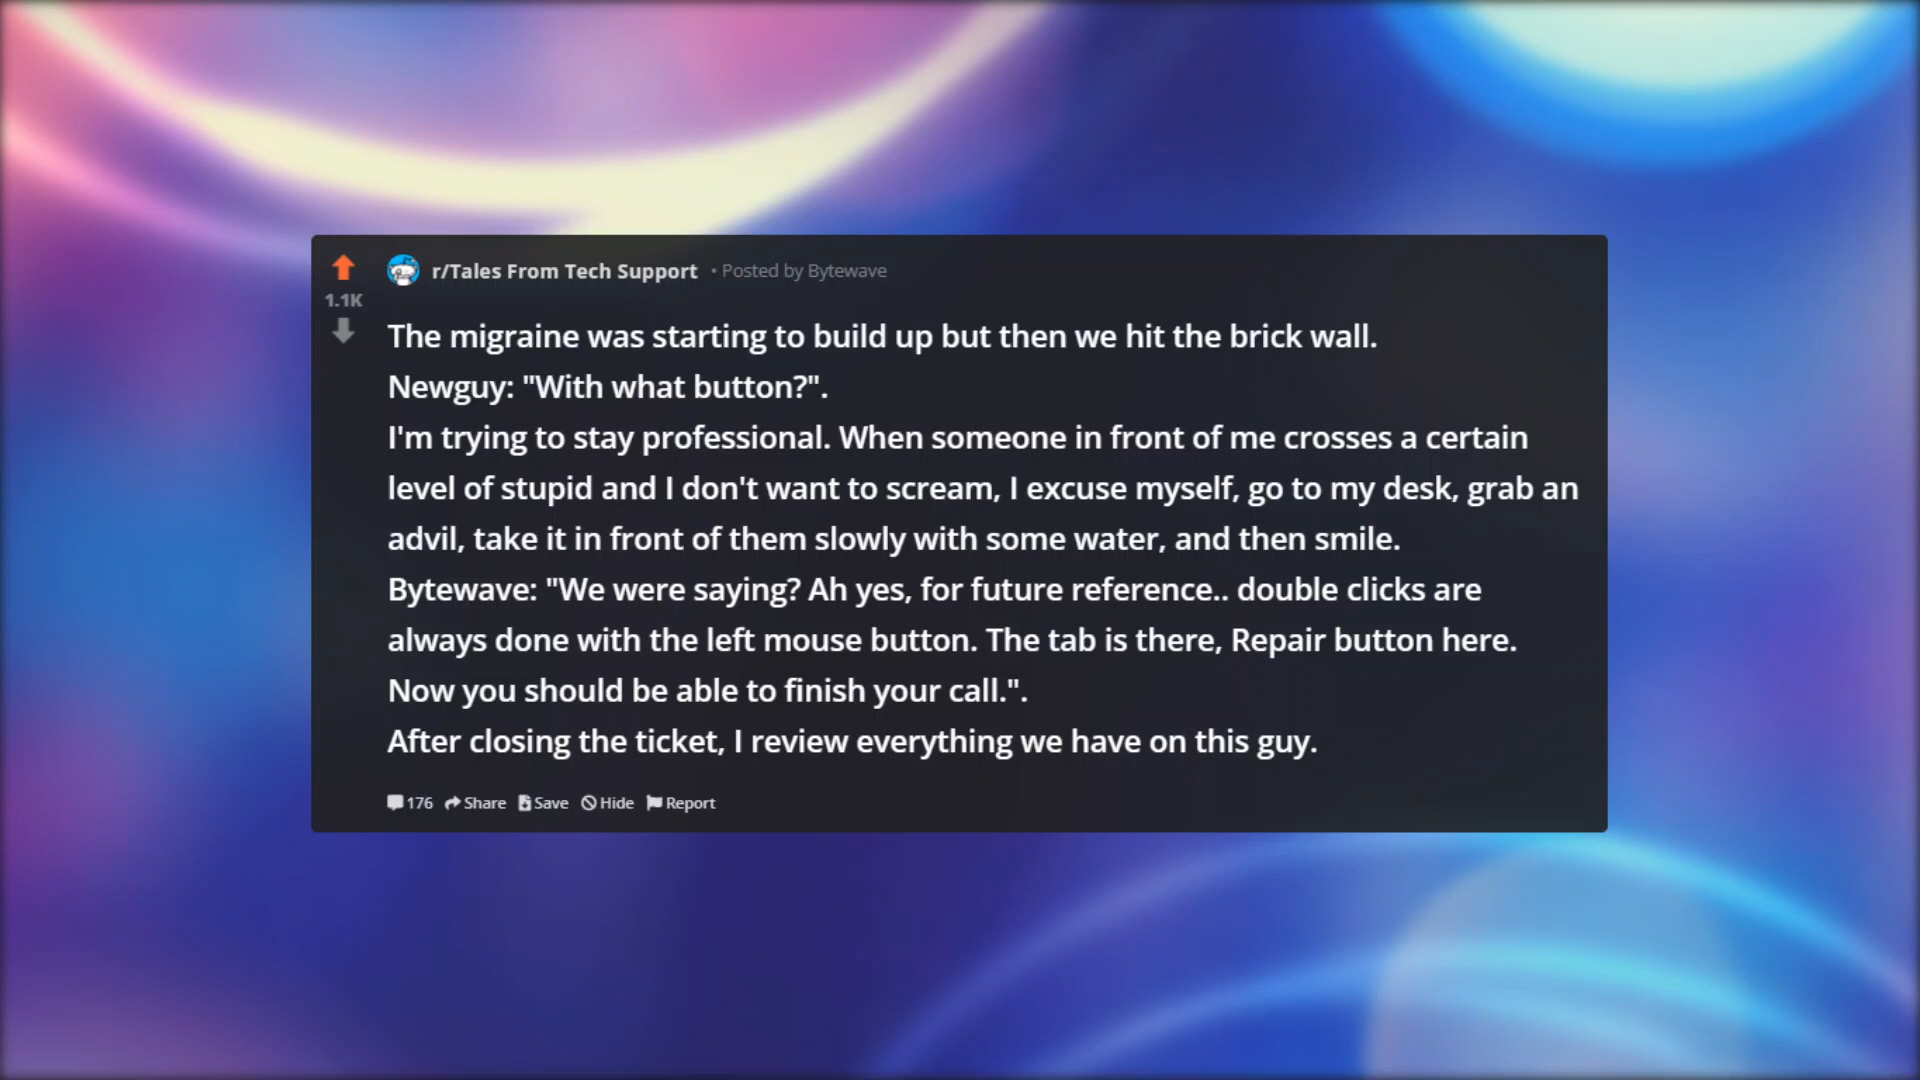 r/Tales From Tech Support • Posted by Bytewave
1.1K
The migraine was starting to build up but then we hit the brick wall.
Newguy: "With what button?".
I'm trying to stay professional. When someone in front of me crosses a certain
level of stupid and I don't want to scream, I excuse myself, go to my desk, grab an
advil, take it in front of them slowly with some water, and then smile.
Bytewave: "We were saying? Ah yes, for future reference.. double clicks are
always done with the left mouse button. The tab is there, Repair button here.
Now you should be able to finish your call.".
After closing the ticket, I review everything we have on this guy.
176 Share Save Hide Report